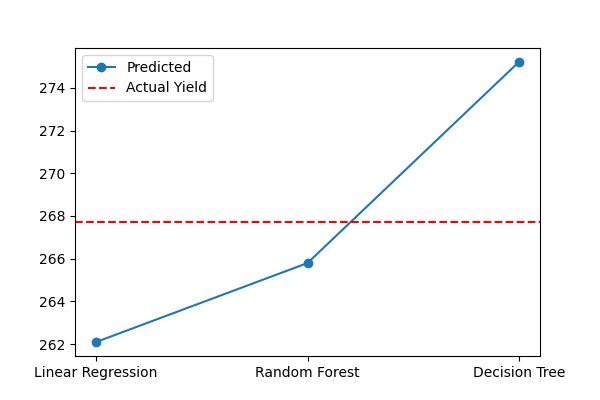 Predicted
Actual Yield
274
272
270
268
266
264
262
Linear Regression
Random Forest
Decision Tree